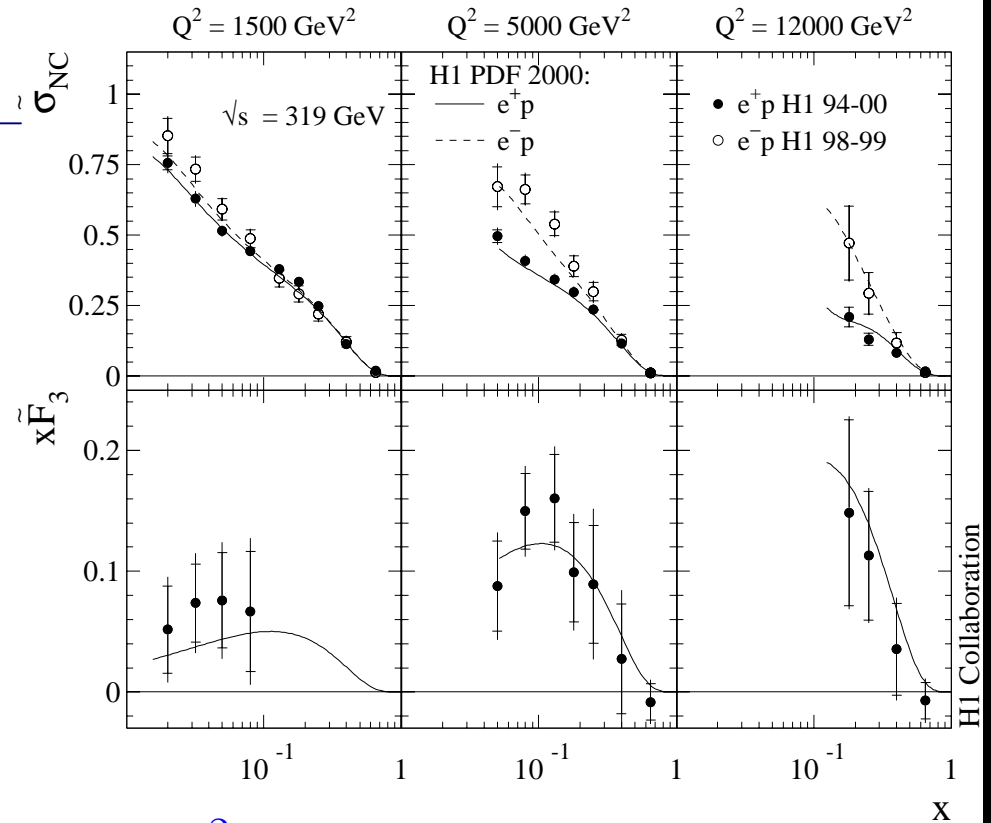 Q² = 1500 GeV² Q² = 5000 GeV² Q² = 12000 GeV²
σ̃_NC
1
0.75
0.5
0.25
0
√s = 319 GeV
H1 PDF 2000:
e⁺p
e⁻p
e⁺p H1 94-00
e⁻p H1 98-99
xF̃₃
0.2
0.1
0
10⁻¹ 1 10⁻¹ 1 10⁻¹ 1
x
H1 Collaboration